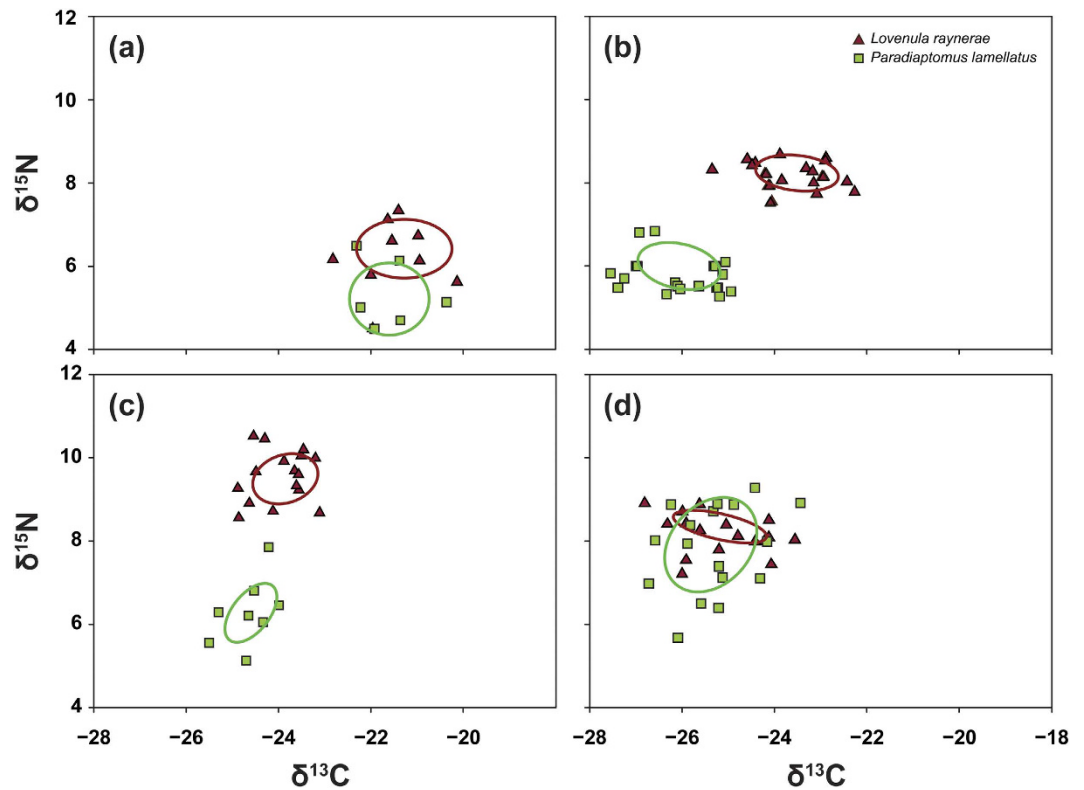 (a)
(b)
Lovenula raynerae
Paradiaptomus lamellatus
12
10
8
6
4
δ¹⁵N
(c)
(d)
12
10
8
6
4
δ¹⁵N
−28 −26 −24 −22 −20
−28 −26 −24 −22 −20 −18
δ¹³C
δ¹³C